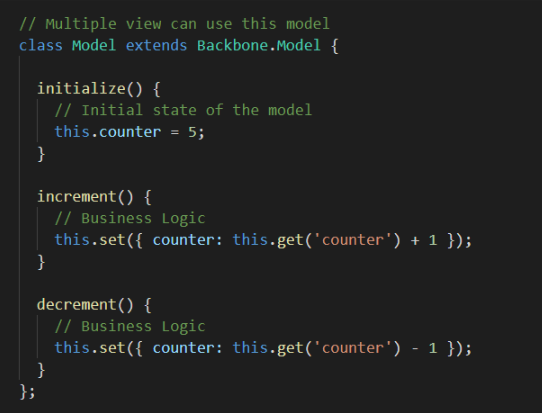 // Multiple view can use this model
class Model extends Backbone.Model {
initialize() {
// Initial state of the model
this.counter = 5;
}
increment() {
// Business Logic
this.set({ counter: this.get('counter') + 1 });
}
decrement() {
// Business Logic
this.set({ counter: this.get('counter') - 1 });
}
};